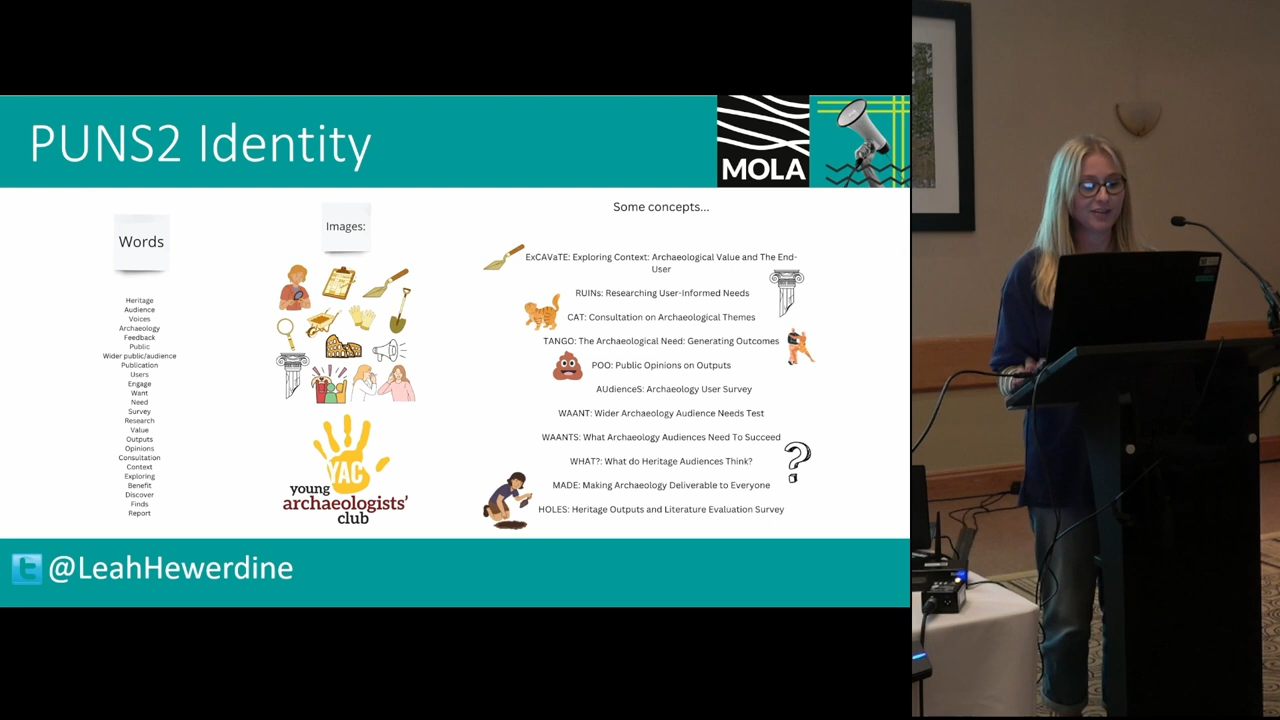 PUNS2 Identity
MOLA
Words
Heritage
Audience
Voices
Archaeology
Feedback
Public
Wider public/audience
Publication
Users
Engage
Want
Need
Survey
Research
Value
Outputs
Opinions
Consultation
Context
Exploring
Benefit
Discover
Finds
Report
Images:
YAC
young
archaeologists'
club
Some concepts...
ExCAVaTE: Exploring Context: Archaeological Value and The End-
User
RUINs: Researching User-Informed Needs
CAT: Consultation on Archaeological Themes
TANGO: The Archaeological Need: Generating Outcomes
POO: Public Opinions on Outputs
AUdienceS: Archaeology User Survey
WAANT: Wider Archaeology Audience Needs Test
WAANTS: What Archaeology Audiences Need To Succeed
WHAT?: What do Heritage Audiences Think?
MADE: Making Archaeology Deliverable to Everyone
HOLES: Heritage Outputs and Literature Evaluation Survey
?
@LeahHewerdine